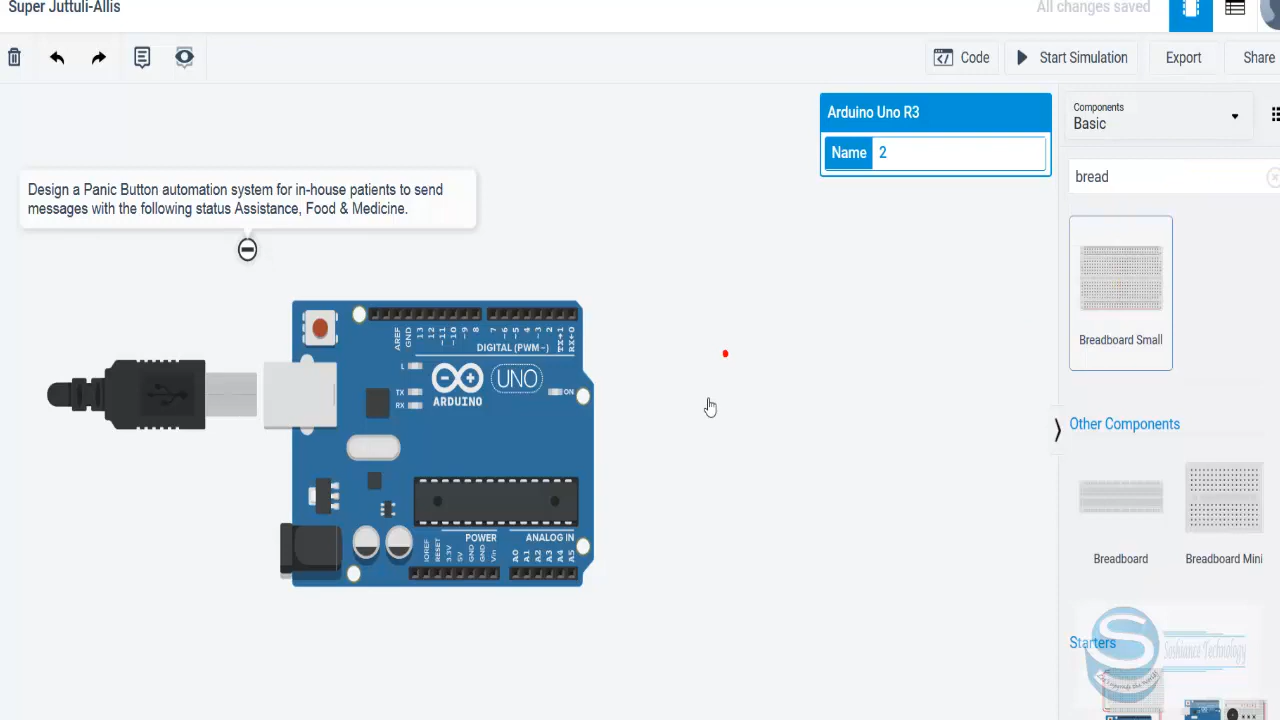 Super Juttuli-Allis
All changes saved
Code
Start Simulation
Export
Share
Arduino Uno R3
Name 2
Components
Basic
bread
Design a Panic Button automation system for in-house patients to send
messages with the following status Assistance, Food & Medicine.
Breadboard Small
AREF
GND
13
12
~11
~10
~9
8
7
~6
~5
4
~3
2
TX→1
RX←0
DIGITAL (PWM~)
L
TX
RX
UNO
ARDUINO
ON
POWER
ANALOG IN
IOREF
RESET
3.3V
5V
GND
GND
Vin
A0
A1
A2
A3
A4
A5
Other Components
Breadboard
Breadboard Mini
Starters
S
Soshiance Technology